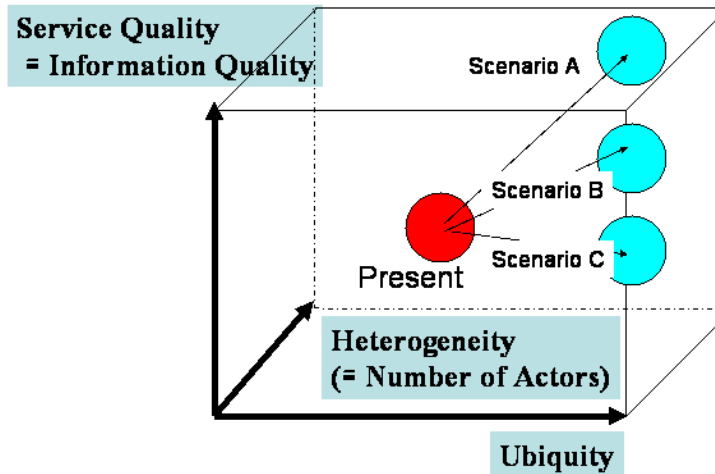 Service Quality
= Information Quality
Scenario A
Scenario B
Scenario C
Present
Heterogeneity
(= Number of Actors)
Ubiquity